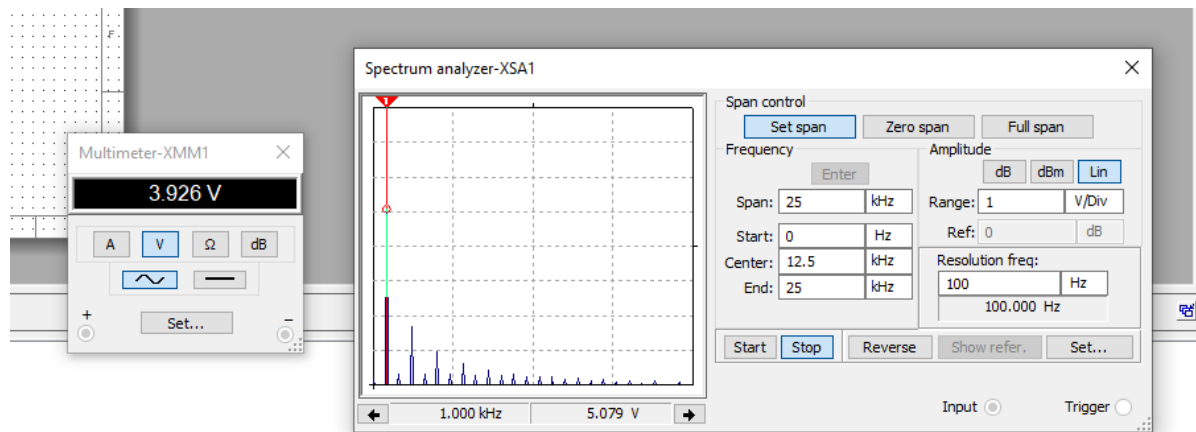 F
Multimeter-XMM1
3.926 V
A V Ω dB
+ Set... –
Spectrum analyzer-XSA1
1
1.000 kHz 5.079 V
Span control
Set span Zero span Full span
Frequency
Enter
Span: 25 kHz
Start: 0 Hz
Center: 12.5 kHz
End: 25 kHz
Amplitude
dB dBm Lin
Range: 1 V/Div
Ref: 0 dB
Resolution freq:
100 Hz
100.000 Hz
Start Stop Reverse Show refer. Set...
Input Trigger